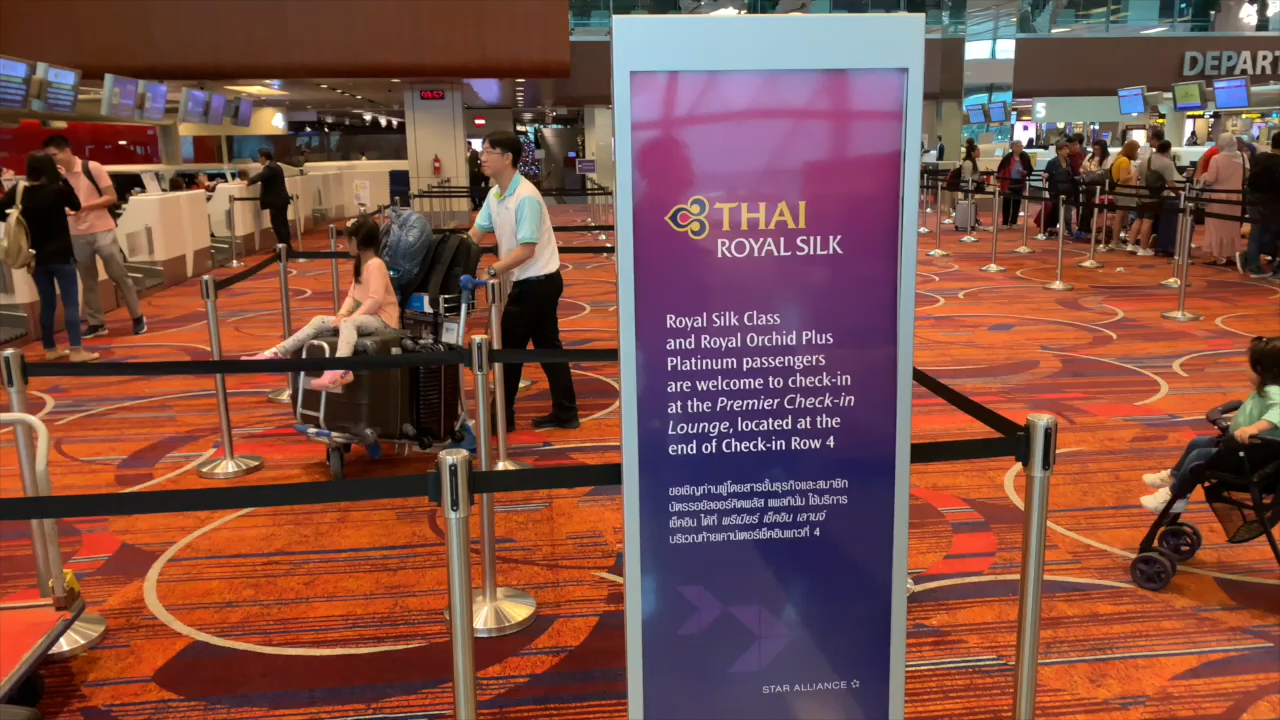 DEPAR
4
5
08:52
THAI
ROYAL SILK
Royal Silk Class
and Royal Orchid Plus
Platinum passengers
are welcome to check-in
at the Premier Check-in
Lounge, located at the
end of Check-in Row 4
ขอเชิญท่านผู้โดยสารชั้นธุรกิจและสมาชิก
บัตรรอยัลออร์คิดพลัส แพลทินั่ม ใช้บริการ
เช็คอิน ได้ที่ พรีเมียร์ เช็คอิน เลานจ์
บริเวณท้ายเคาน์เตอร์เช็คอินแถวที่ 4
STAR ALLIANCE